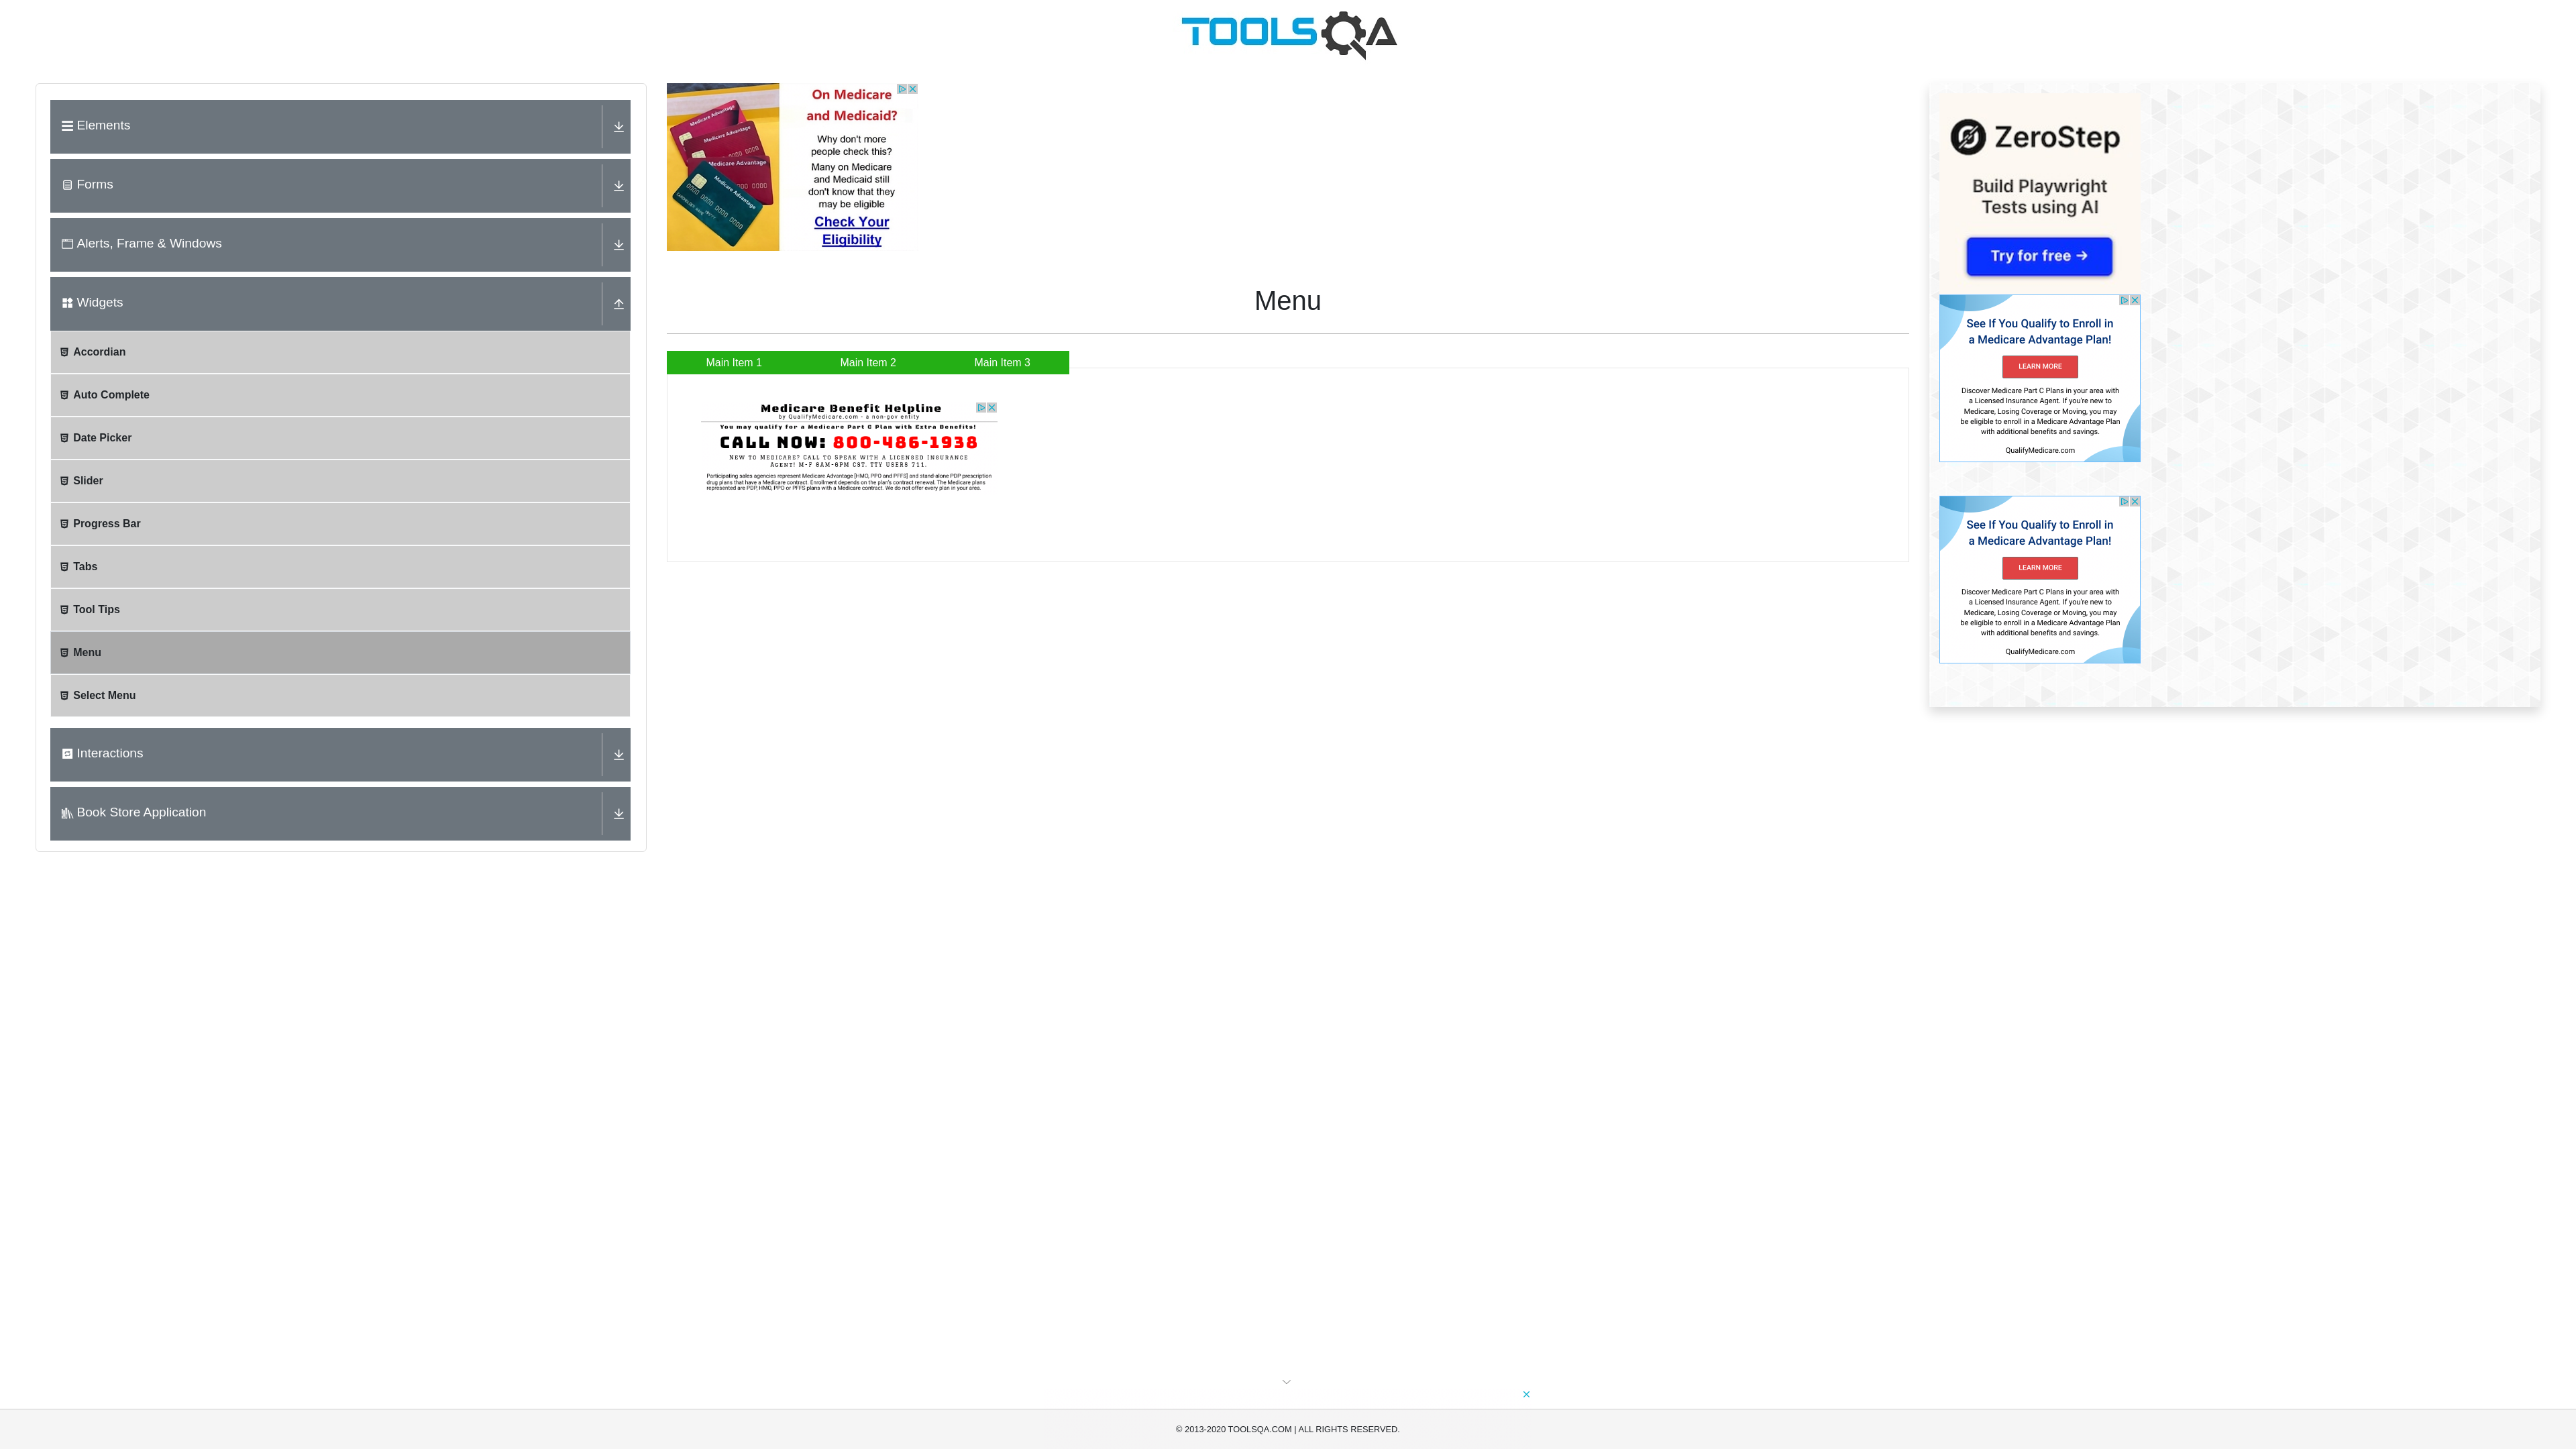 TOOLSQA
Elements
Forms
Alerts, Frame & Windows
Widgets
Accordian
Auto Complete
Date Picker
Slider
Progress Bar
Tabs
Tool Tips
Menu
Select Menu
Interactions
Book Store Application
Medicare Advantage
Medicare Advantage
Medicare Advantage
Medicare Advantage
On Medicare
and Medicaid?
Why don't more
people check this?
Many on Medicare
and Medicaid still
don't know that they
may be eligible
Check Your
Eligibility
Menu
Main Item 1
Main Item 2
Main Item 3
Medicare Benefit Helpline
by QualifyMedicare.com - a non-gov entity
You may qualify for a Medicare Part C Plan with Extra Benefits!
CALL NOW: 800-486-1938
New to Medicare? Call to Speak with a Licensed Insurance
Agent! M-F 8AM-8PM CST. TTY Users 711.
Participating sales agencies represent Medicare Advantage [HMO, PPO and PFFS] and stand-alone PDP prescription
drug plans that have a Medicare contract. Enrollment depends on the plan's contract renewal. The Medicare plans
represented are PDP, HMO, PPO or PFFS plans with a Medicare contract. We do not offer every plan in your area.
ZeroStep
Build Playwright
Tests using AI
Try for free →
See If You Qualify to Enroll in
a Medicare Advantage Plan!
LEARN MORE
Discover Medicare Part C Plans in your area with
a Licensed Insurance Agent. If you're new to
Medicare, Losing Coverage or Moving, you may
be eligible to enroll in a Medicare Advantage Plan
with additional benefits and savings.
QualifyMedicare.com
See If You Qualify to Enroll in
a Medicare Advantage Plan!
LEARN MORE
Discover Medicare Part C Plans in your area with
a Licensed Insurance Agent. If you're new to
Medicare, Losing Coverage or Moving, you may
be eligible to enroll in a Medicare Advantage Plan
with additional benefits and savings.
QualifyMedicare.com
© 2013-2020 TOOLSQA.COM | ALL RIGHTS RESERVED.